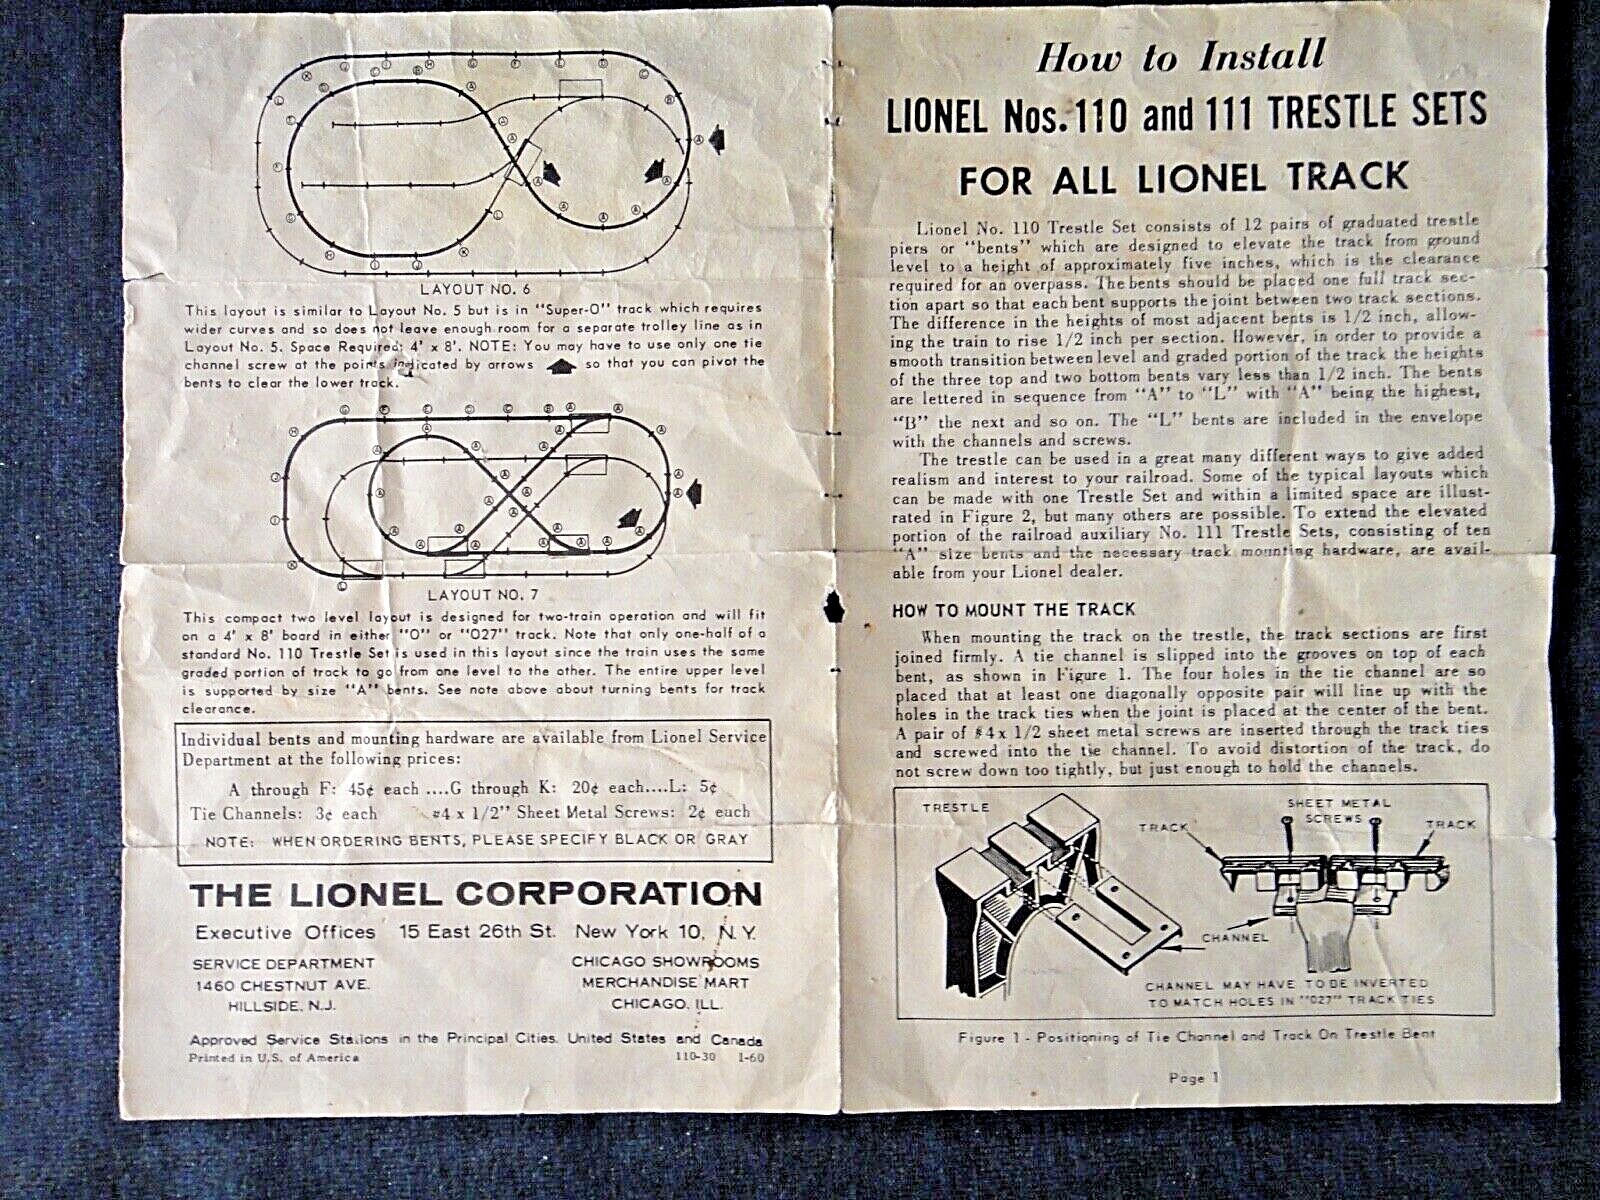 LAYOUT NO. 6
This layout is similar to Layout No. 5 but is in "Super-O" track which requires
wider curves and so does not leave enough room for a separate trolley line as in
Layout No. 5. Space Required: 4' x 8'. NOTE: You may have to use only one tie
channel screw at the points indicated by arrows so that you can pivot the
bents to clear the lower track.
LAYOUT NO. 7
This compact two level layout is designed for two-train operation and will fit
on a 4' x 8' board in either "O" or "O27" track. Note that only one-half of a
standard No. 110 Trestle Set is used in this layout since the train uses the same
graded portion of track to go from one level to the other. The entire upper level
is supported by size "A" bents. See note above about turning bents for track
clearance.
Individual bents and mounting hardware are available from Lionel Service
Department at the following prices:
A through F: 45¢ each ....G through K: 20¢ each....L: 5¢
Tie Channels: 3¢ each #4 x 1/2" Sheet Metal Screws: 2¢ each
NOTE: WHEN ORDERING BENTS, PLEASE SPECIFY BLACK OR GRAY
THE LIONEL CORPORATION
Executive Offices 15 East 26th St. New York 10, N.Y.
SERVICE DEPARTMENT
1460 CHESTNUT AVE.
HILLSIDE, N.J.
CHICAGO SHOWROOMS
MERCHANDISE MART
CHICAGO, ILL.
Approved Service Stations in the Principal Cities, United States and Canada
Printed in U.S. of America 110-30 1-60
How to Install
LIONEL Nos. 110 and 111 TRESTLE SETS
FOR ALL LIONEL TRACK
Lionel No. 110 Trestle Set consists of 12 pairs of graduated trestle
piers or "bents" which are designed to elevate the track from ground
level to a height of approximately five inches, which is the clearance
required for an overpass. The bents should be placed one full track sec-
tion apart so that each bent supports the joint between two track sections.
The difference in the heights of most adjacent bents is 1/2 inch, allow-
ing the train to rise 1/2 inch per section. However, in order to provide a
smooth transition between level and graded portion of the track the heights
of the three top and two bottom bents vary less than 1/2 inch. The bents
are lettered in sequence from "A" to "L" with "A" being the highest,
"B" the next and so on. The "L" bents are included in the envelope
with the channels and screws.
The trestle can be used in a great many different ways to give added
realism and interest to your railroad. Some of the typical layouts which
can be made with one Trestle Set and within a limited space are illust-
rated in Figure 2, but many others are possible. To extend the elevated
portion of the railroad auxiliary No. 111 Trestle Sets, consisting of ten
"A" size bents and the necessary track mounting hardware, are avail-
able from your Lionel dealer.
HOW TO MOUNT THE TRACK
When mounting the track on the trestle, the track sections are first
joined firmly. A tie channel is slipped into the grooves on top of each
bent, as shown in Figure 1. The four holes in the tie channel are so
placed that at least one diagonally opposite pair will line up with the
holes in the track ties when the joint is placed at the center of the bent.
A pair of #4 x 1/2 sheet metal screws are inserted through the track ties
and screwed into the tie channel. To avoid distortion of the track, do
not screw down too tightly, but just enough to hold the channels.
TRESTLE
TRACK
SHEET METAL
SCREWS
TRACK
CHANNEL
CHANNEL MAY HAVE TO BE INVERTED
TO MATCH HOLES IN "027" TRACK TIES
Figure 1 - Positioning of Tie Channel and Track On Trestle Bent
Page 1